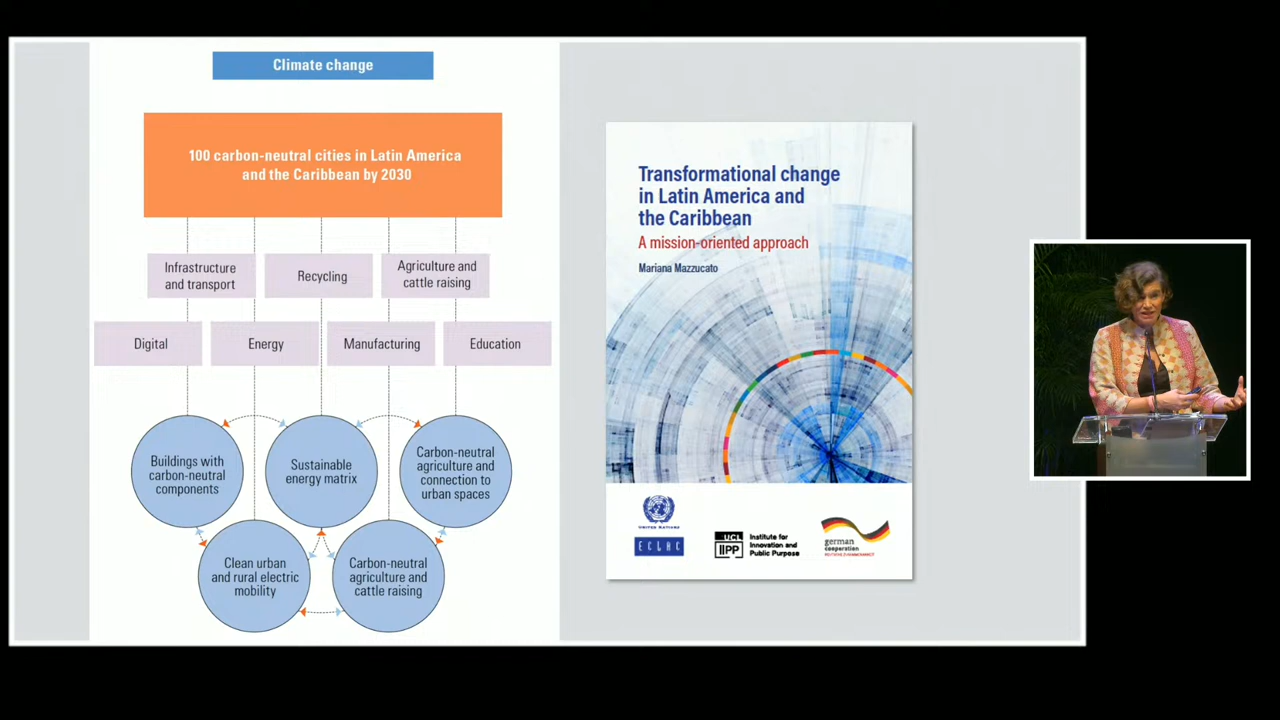 Climate change
100 carbon-neutral cities in Latin America
and the Caribbean by 2030
Infrastructure
and transport
Recycling
Agriculture and
cattle raising
Digital
Energy
Manufacturing
Education
Buildings with
carbon-neutral
components
Sustainable
energy matrix
Carbon-neutral
agriculture and
connection to
urban spaces
Clean urban
and rural electric
mobility
Carbon-neutral
agriculture and
cattle raising
Transformational change
in Latin America and
the Caribbean
A mission-oriented approach
Mariana Mazzucato
UNITED NATIONS
ECLAC
UCL
IIPP
Institute for
Innovation and
Public Purpose
german
cooperation
DEUTSCHE ZUSAMMENARBEIT